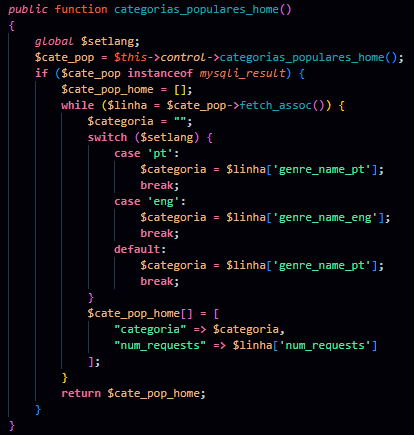 public function categorias_populares_home()
{
    global $setlang;
    $cate_pop = $this->control->categorias_populares_home();
    if ($cate_pop instanceof mysqli_result) {
        $cate_pop_home = [];
        while ($linha = $cate_pop->fetch_assoc()) {
            $categoria = "";
            switch ($setlang) {
                case 'pt':
                    $categoria = $linha['genre_name_pt'];
                    break;
                case 'eng':
                    $categoria = $linha['genre_name_eng'];
                    break;
                default:
                    $categoria = $linha['genre_name_pt'];
                    break;
            }
            $cate_pop_home[] = [
                "categoria" => $categoria,
                "num_requests" => $linha['num_requests']
            ];
        }
        return $cate_pop_home;
    }
}